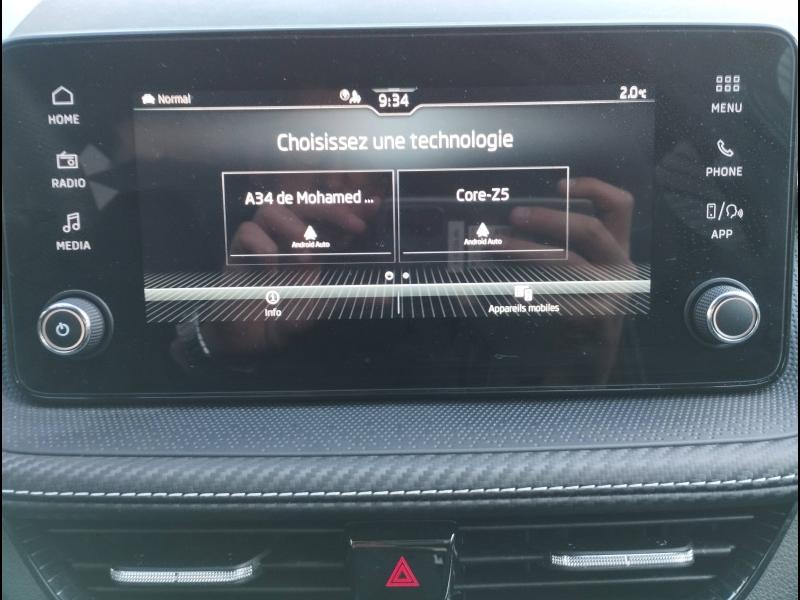 Normal
9:34
2.0°C
HOME
RADIO
MEDIA
Choisissez une technologie
A34 de Mohamed ...
Android Auto
Core-Z5
Android Auto
Info
Appareils mobiles
MENU
PHONE
APP